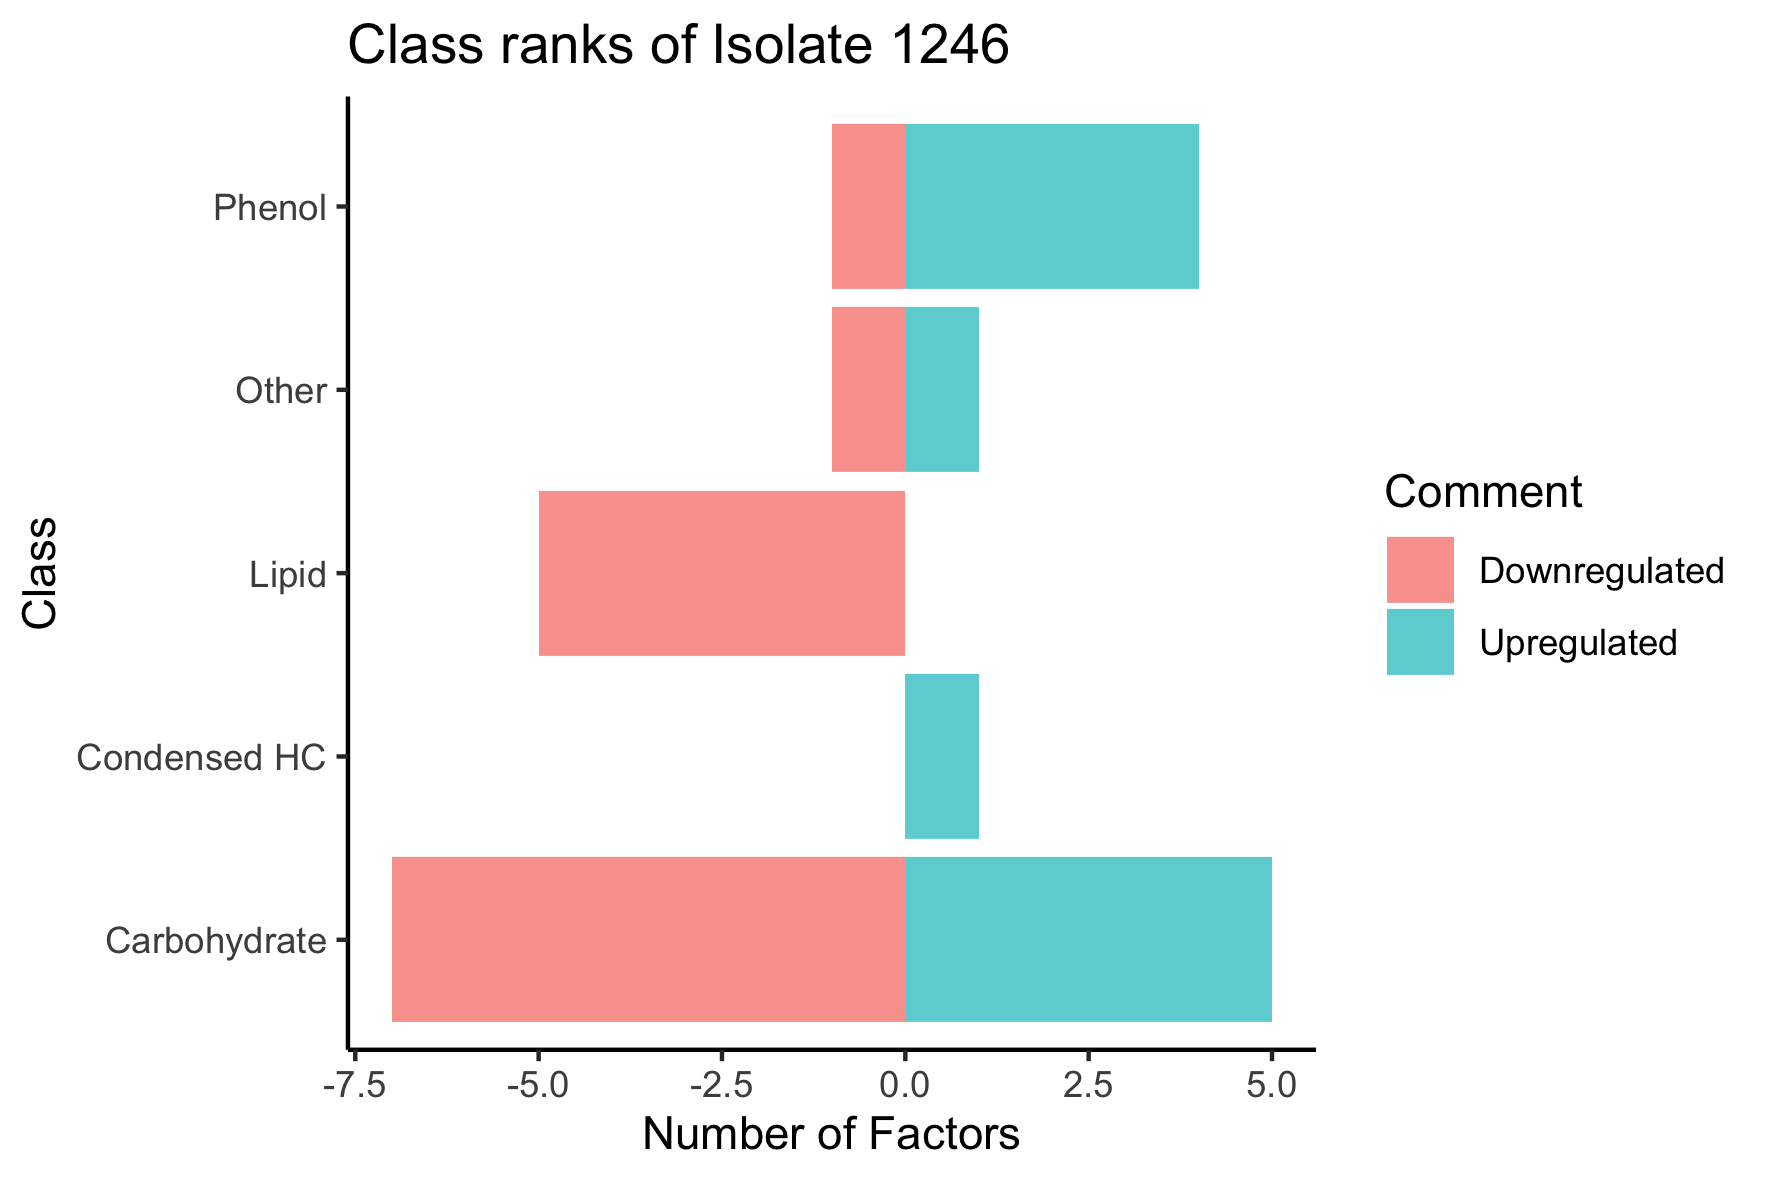 Class ranks of Isolate 1246
Class
Phenol
Other
Lipid
Condensed HC
Carbohydrate
-7.5 -5.0 -2.5 0.0 2.5 5.0
Number of Factors
Comment
Downregulated
Upregulated